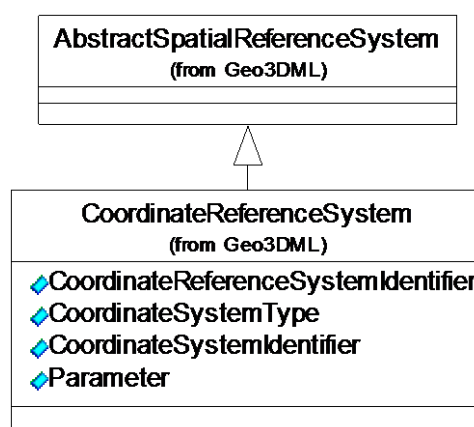 AbstractSpatialReferenceSystem
(from Geo3DML)
CoordinateReferenceSystem
(from Geo3DML)
CoordinateReferenceSystemIdentifier
CoordinateSystemType
CoordinateSystemIdentifier
Parameter